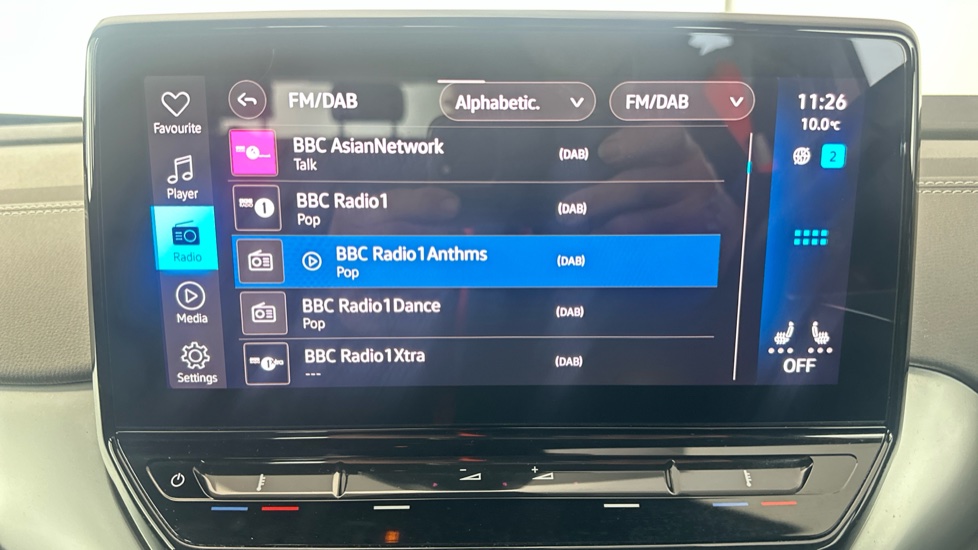 Favourite
Player
Radio
Media
Settings
FM/DAB
Alphabetic.
FM/DAB
BBC AsianNetwork
Talk
(DAB)
1
BBC Radio1
Pop
(DAB)
BBC Radio1Anthms
Pop
(DAB)
BBC Radio1Dance
Pop
(DAB)
BBC Radio1Xtra
---
(DAB)
11:26
10.0°C
2
OFF
- +